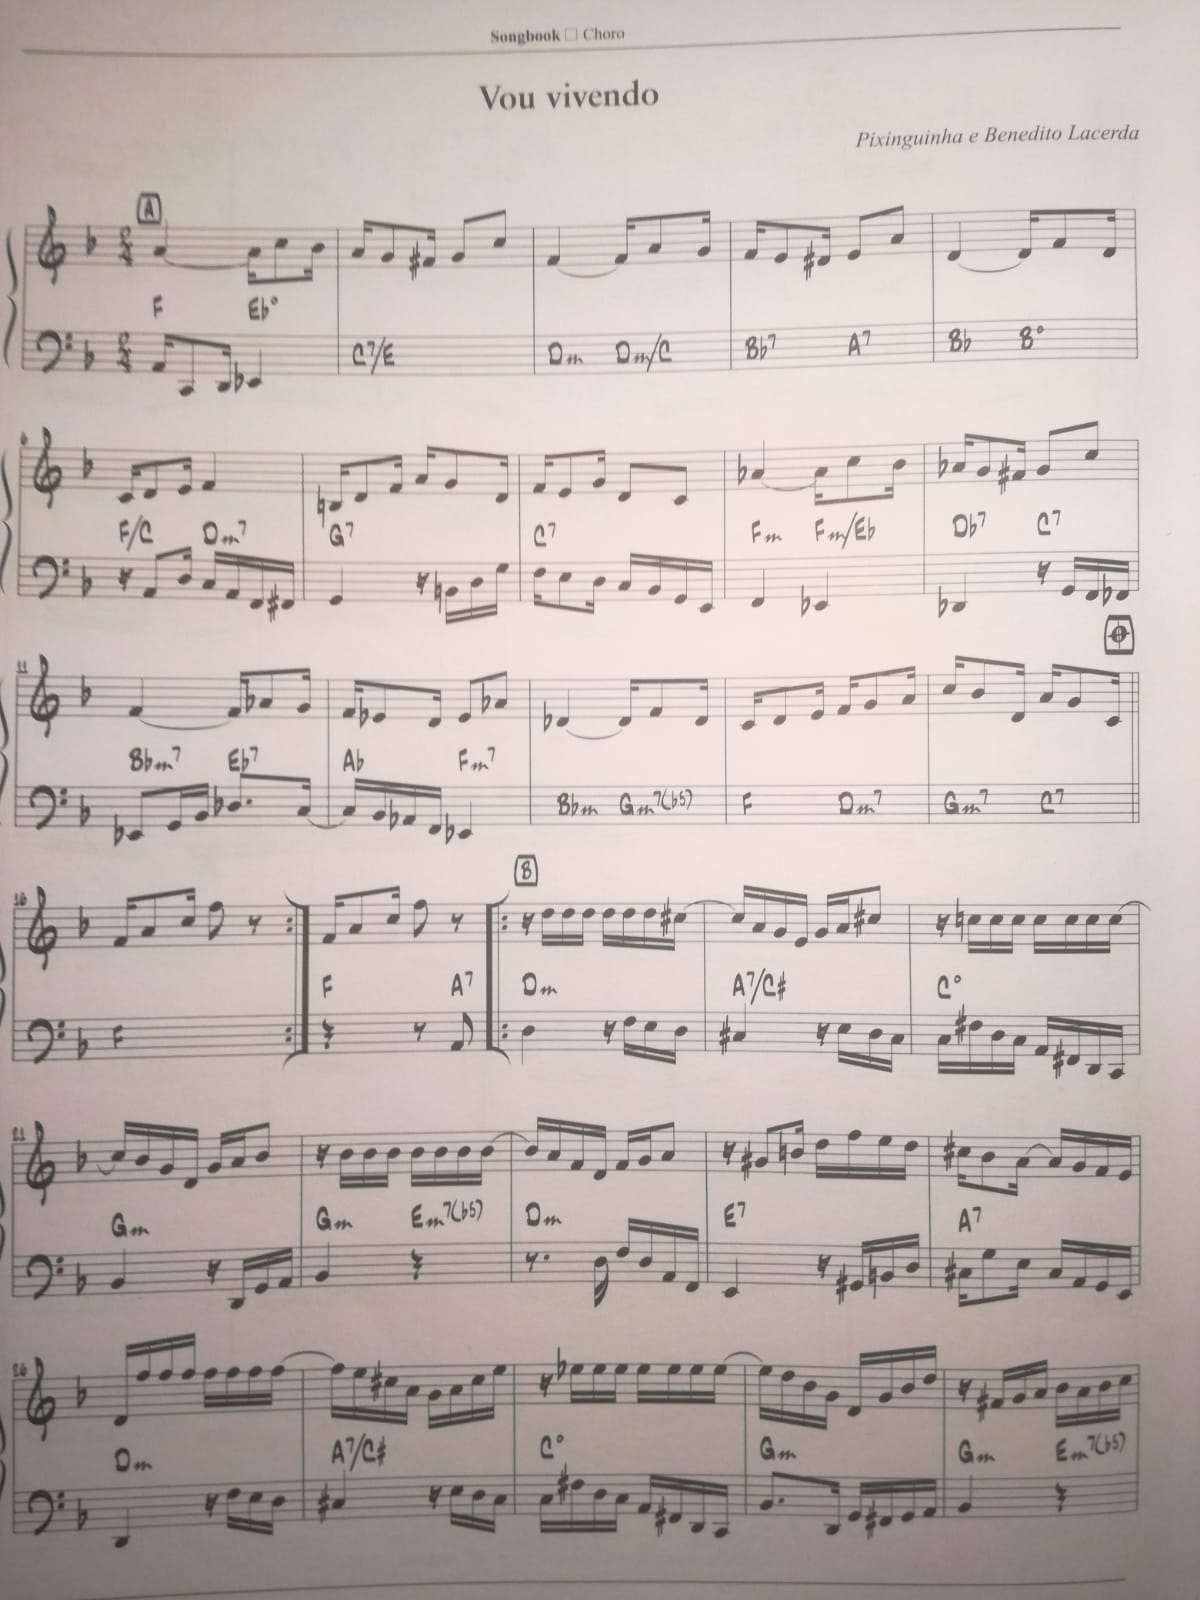 Songbook □ Choro
Vou vivendo
Pixinguinha e Benedito Lacerda
A
2 4
F Eb° C7/E Dm Dm/C Bb7 A7 Bb B°
2 4
6
F/C Dm7 G7 C7 Fm Fm/Eb Db7 C7
11
Bbm7 Eb7 Ab Fm7 Bbm Gm7(b5) F Dm7 Gm7 C7
16
B
F F A7 Dm A7/C# C°
21
Gm Gm Em7(b5) Dm E7 A7
26
Dm A7/C# C° Gm Gm Em7(b5)